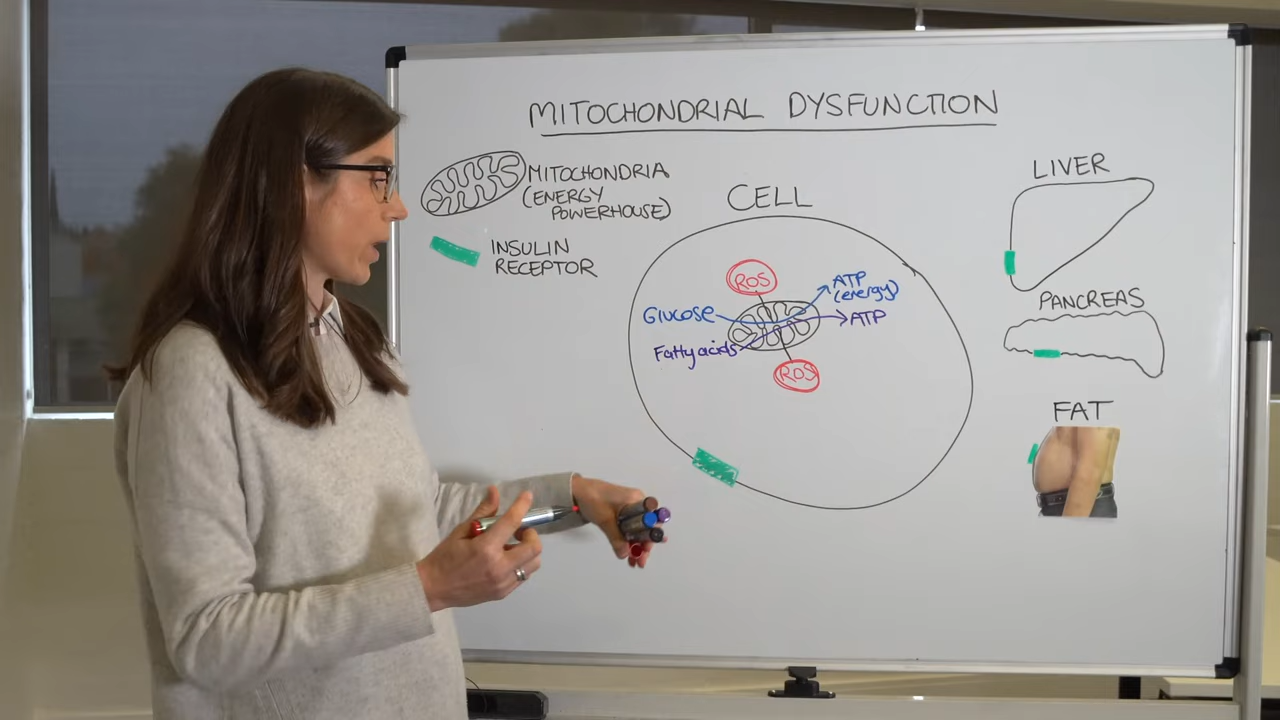 MITOCHONDRIAL DYSFUNCTION
MITOCHONDRIA
(ENERGY
POWERHOUSE)
INSULIN
RECEPTOR
CELL
ROS
ATP
(energy)
Glucose
ATP
Fatty acids
ROS
LIVER
PANCREAS
FAT